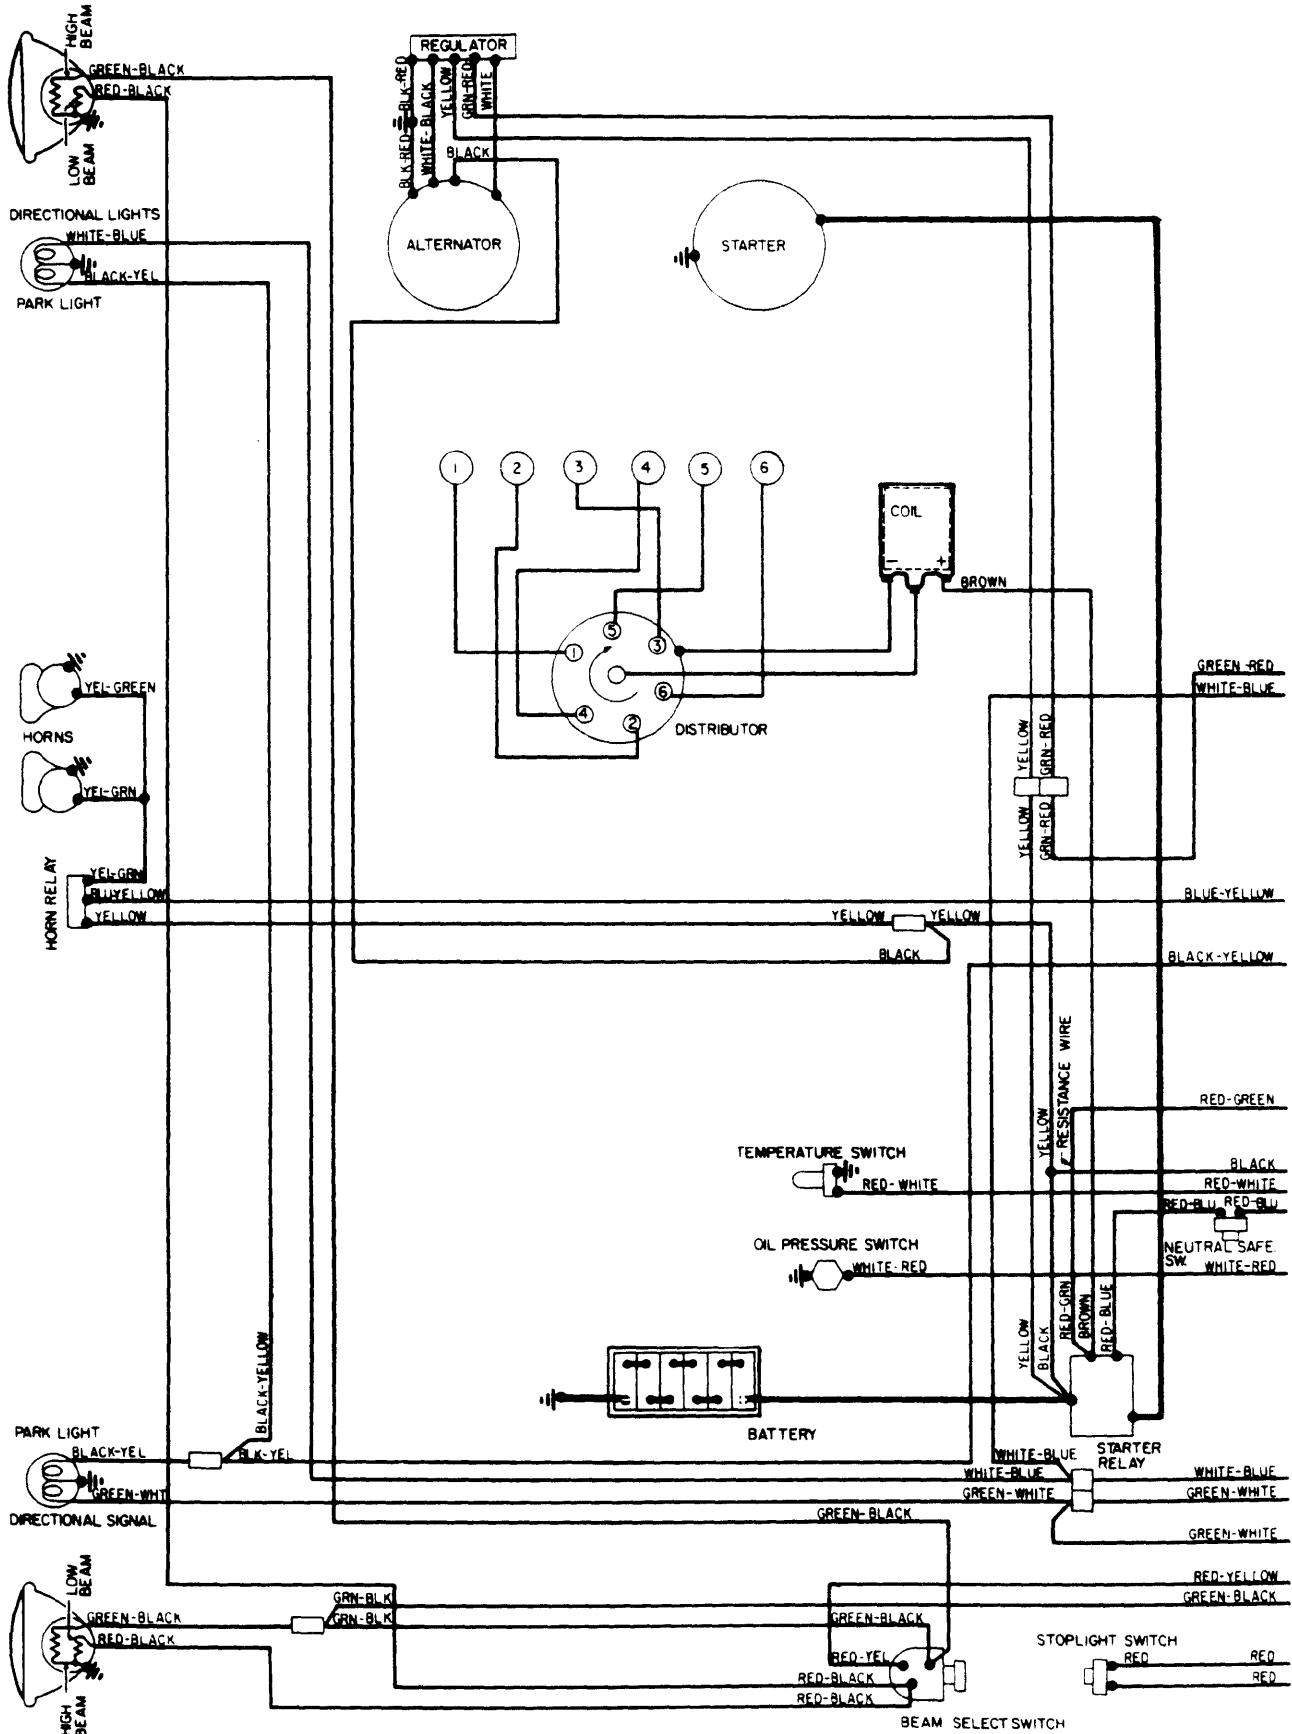 HIGH
BEAM
GREEN-BLACK
RED-BLACK
LOW
BEAM
REGULATOR
BLK-RED
BLK-RED
WHITE-BLACK
YELLOW
GRN-RED
WHITE
BLACK
ALTERNATOR
STARTER
DIRECTIONAL LIGHTS
WHITE-BLUE
BLACK-YEL
PARK LIGHT
1
2
3
4
5
6
COIL
-
+
BROWN
5
3
1
6
4
2
DISTRIBUTOR
GREEN-RED
WHITE-BLUE
YELLOW
GRN-RED
YELLOW
GRN-RED
YEL-GREEN
HORNS
YEL-GRN
HORN RELAY
YEL-GRN
BLU-YELLOW
YELLOW
BLUE-YELLOW
YELLOW
YELLOW
BLACK
BLACK-YELLOW
RESISTANCE WIRE
YELLOW
RED-GREEN
TEMPERATURE SWITCH
RED-WHITE
BLACK
RED-WHITE
RED-BLU
RED-BLU
NEUTRAL SAFE.
SW.
OIL PRESSURE SWITCH
WHITE-RED
WHITE-RED
YELLOW
BLACK
RED-GRN
BROWN
RED-BLUE
BATTERY
STARTER
RELAY
BLACK-YELLOW
PARK LIGHT
BLACK-YEL
BLK-YEL
GREEN-WHT
DIRECTIONAL SIGNAL
WHITE-BLUE
WHITE-BLUE
GREEN-WHITE
WHITE-BLUE
GREEN-WHITE
GREEN-WHITE
GREEN-BLACK
LOW
BEAM
GREEN-BLACK
RED-BLACK
HIGH
BEAM
GRN-BLK
GRN-BLK
RED-YELLOW
GREEN-BLACK
GREEN-BLACK
RED-YEL
RED-BLACK
RED-BLACK
BEAM SELECT SWITCH
STOPLIGHT SWITCH
RED
RED
RED